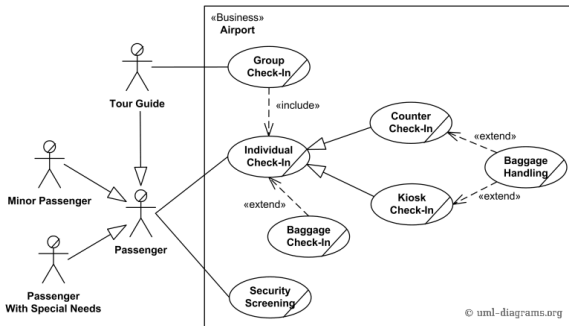 «Business»
Airport
Group
Check-In
Tour Guide
«include»
Counter
Check-In
«extend»
Individual
Check-In
Baggage
Handling
Minor Passenger
«extend»
Kiosk
Check-In
«extend»
Passenger
Baggage
Check-In
Passenger
With Special Needs
Security
Screening
© uml-diagrams.org